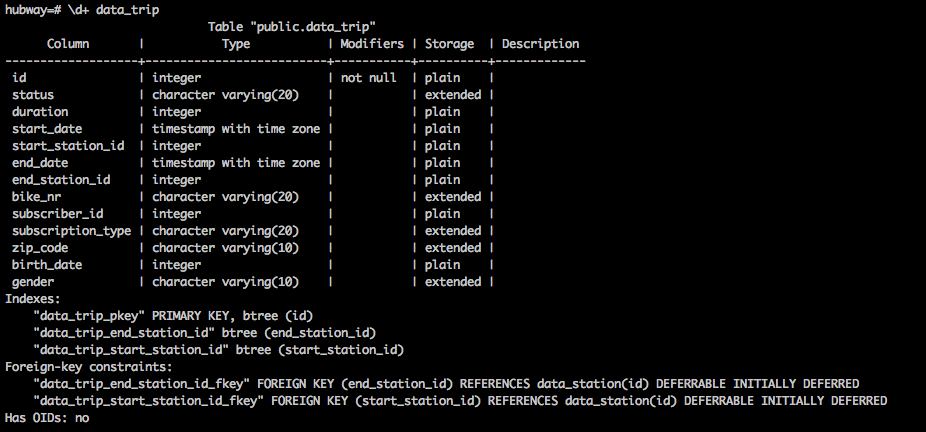 hubway=# \d+ data_trip
                            Table "public.data_trip"
      Column       |           Type           | Modifiers | Storage  | Description
-------------------+--------------------------+-----------+----------+-------------
 id                | integer                  | not null  | plain    |
 status            | character varying(20)    |           | extended |
 duration          | integer                  |           | plain    |
 start_date        | timestamp with time zone |           | plain    |
 start_station_id  | integer                  |           | plain    |
 end_date          | timestamp with time zone |           | plain    |
 end_station_id    | integer                  |           | plain    |
 bike_nr           | character varying(20)    |           | extended |
 subscriber_id     | integer                  |           | plain    |
 subscription_type | character varying(20)    |           | extended |
 zip_code          | character varying(10)    |           | extended |
 birth_date        | integer                  |           | plain    |
 gender            | character varying(10)    |           | extended |
Indexes:
    "data_trip_pkey" PRIMARY KEY, btree (id)
    "data_trip_end_station_id" btree (end_station_id)
    "data_trip_start_station_id" btree (start_station_id)
Foreign-key constraints:
    "data_trip_end_station_id_fkey" FOREIGN KEY (end_station_id) REFERENCES data_station(id) DEFERRABLE INITIALLY DEFERRED
    "data_trip_start_station_id_fkey" FOREIGN KEY (start_station_id) REFERENCES data_station(id) DEFERRABLE INITIALLY DEFERRED
Has OIDs: no